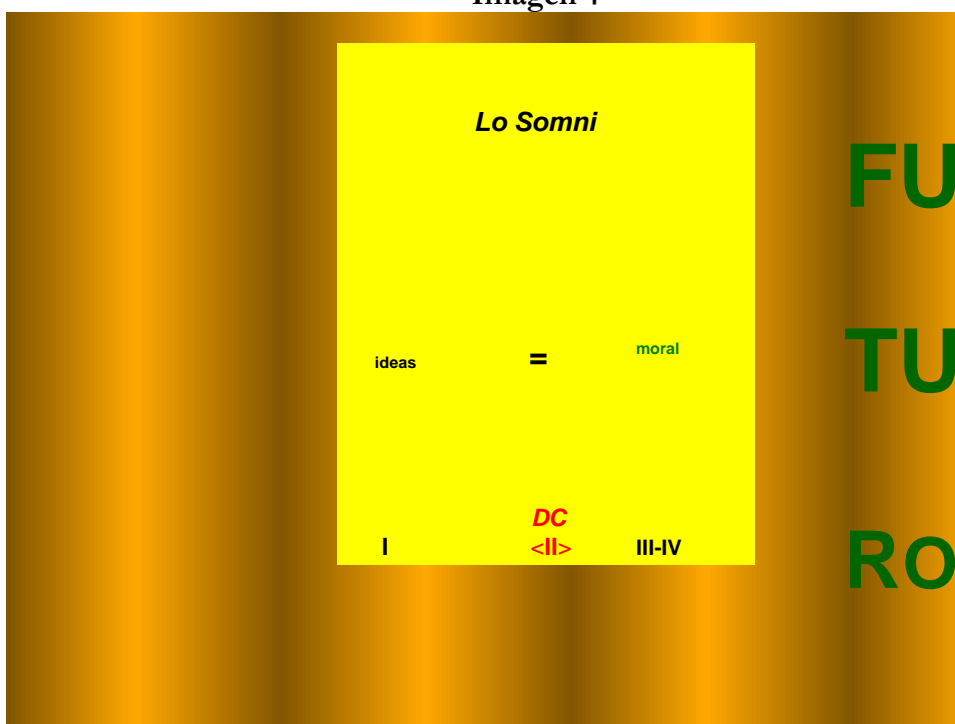 Lo Somni
FU
TU
RO
ideas = moral
DC
I <II> III-IV